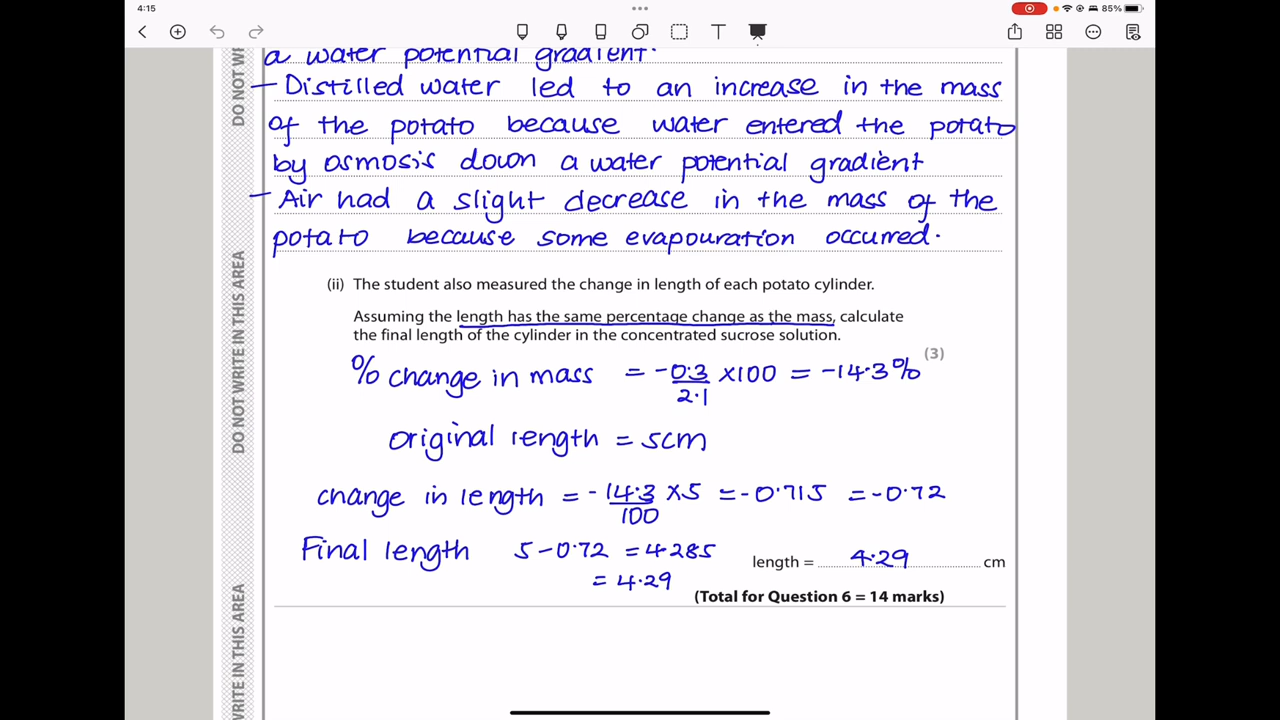 4:15
85%
a water potential gradient.
- Distilled water led to an increase in the mass
of the potato because water entered the potato
by osmosis down a water potential gradient
- Air had a slight decrease in the mass of the
potato because some evapouration occurred.
(ii) The student also measured the change in length of each potato cylinder.
Assuming the length has the same percentage change as the mass, calculate
the final length of the cylinder in the concentrated sucrose solution.
(3)
% change in mass = -0.3/2.1 × 100 = -14.3%
original length = 5cm
change in length = -14.3/100 × 5 = -0.715 = -0.72
Final length 5 - 0.72 = 4.285
= 4.29
length = 4.29 cm
(Total for Question 6 = 14 marks)
DO NOT WR
DO NOT WRITE IN THIS AREA
WRITE IN THIS AREA